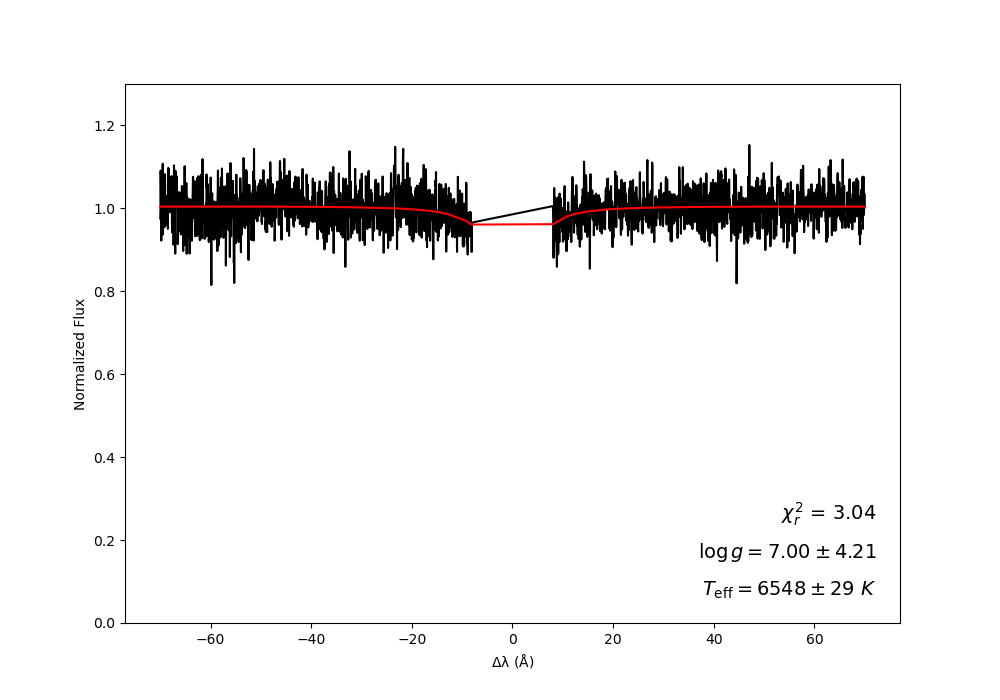 1.2
1.0
0.8
0.6
0.4
0.2
0.0
Normalized Flux
χ²ᵣ = 3.04
log g = 7.00 ± 4.21
T_eff = 6548 ± 29 K
−60 −40 −20 0 20 40 60
Δλ (Å)